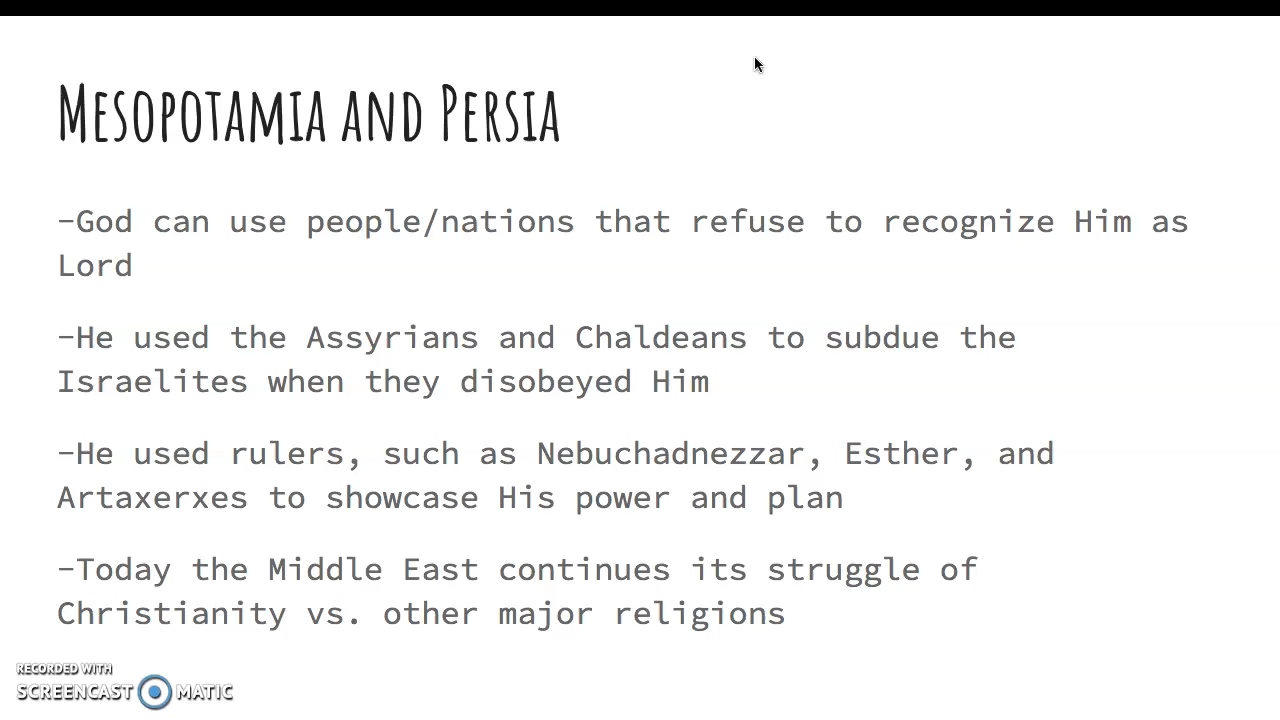 Mesopotamia and Persia
-God can use people/nations that refuse to recognize Him as
Lord
-He used the Assyrians and Chaldeans to subdue the
Israelites when they disobeyed Him
-He used rulers, such as Nebuchadnezzar, Esther, and
Artaxerxes to showcase His power and plan
-Today the Middle East continues its struggle of
Christianity vs. other major religions
RECORDED WITH
SCREENCAST MATIC